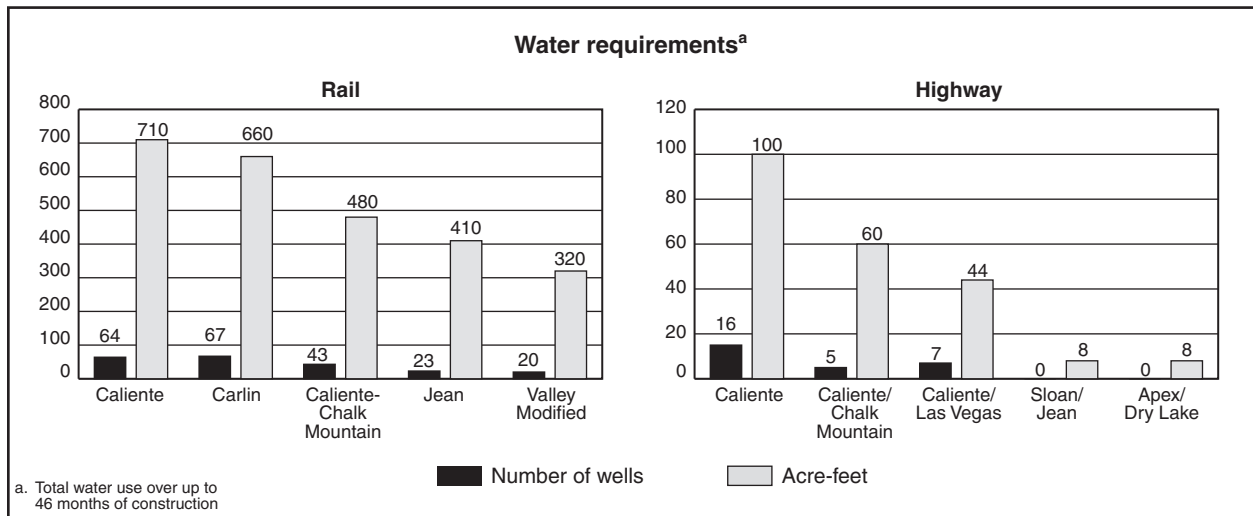 Water requirementsa
Rail
800
700
600
500
400
300
200
100
0
710
660
480
410
320
64
67
43
23
20
Caliente
Carlin
Caliente-
Chalk
Mountain
Jean
Valley
Modified
Highway
120
100
80
60
40
20
0
100
60
44
16
5
7
0
8
0
8
Caliente
Caliente/
Chalk
Mountain
Caliente/
Las Vegas
Sloan/
Jean
Apex/
Dry Lake
Number of wells
Acre-feet
a. Total water use over up to
46 months of construction